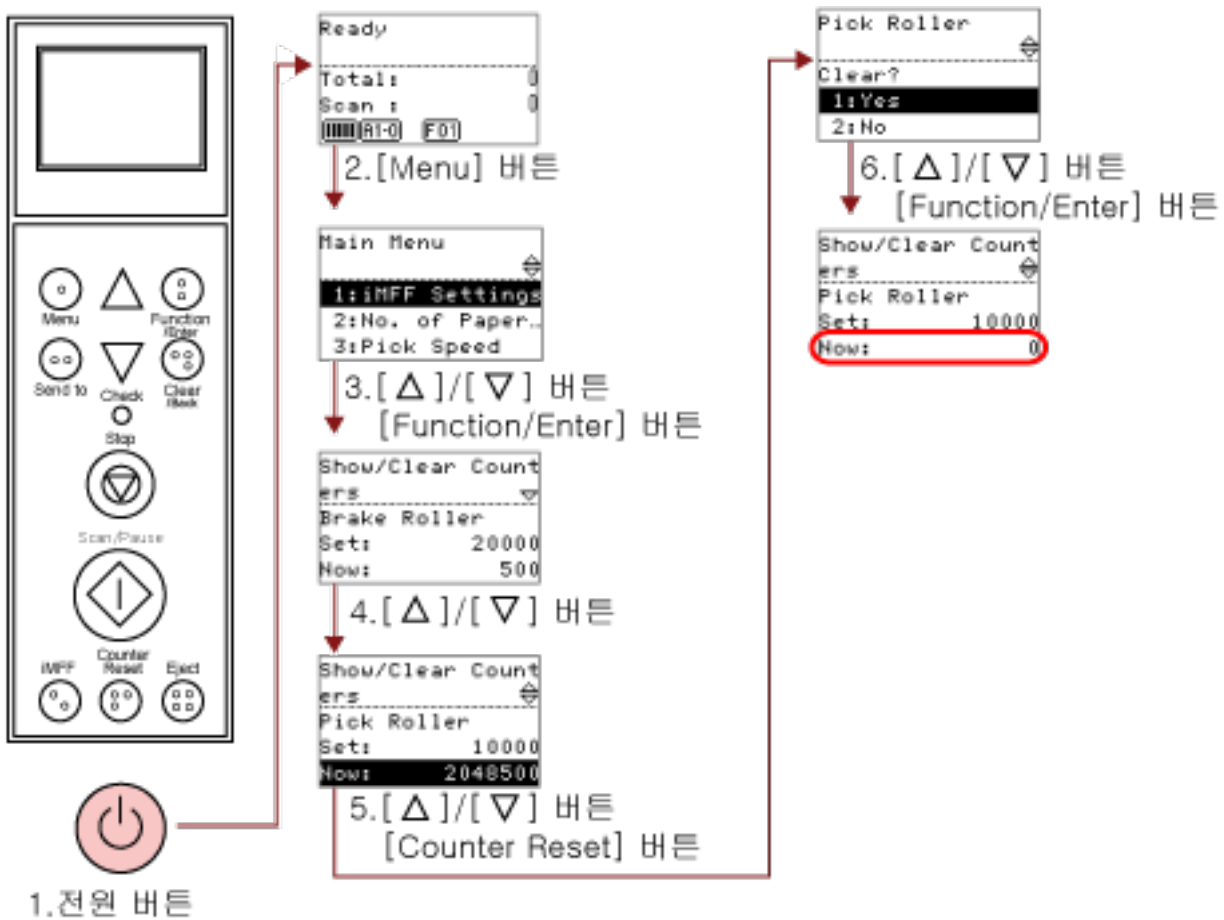 Menu
Function
/Enter
Send to
Check
Clear
/Back
Stop
Scan/Pause
iMFF
Counter
Reset
Eject
1.전원 버튼
Ready
Total: 0
Scan : 0
A1-0 F01
2.[Menu] 버튼
Main Menu
1:iMFF Settings
2:No. of Paper..
3:Pick Speed
3.[△]/[▽] 버튼
[Function/Enter] 버튼
Show/Clear Count
ers
Brake Roller
Set: 20000
Now: 500
4.[△]/[▽] 버튼
Show/Clear Count
ers
Pick Roller
Set: 10000
Now: 2048500
5.[△]/[▽] 버튼
[Counter Reset] 버튼
Pick Roller
Clear?
1:Yes
2:No
6.[△]/[▽] 버튼
[Function/Enter] 버튼
Show/Clear Count
ers
Pick Roller
Set: 10000
Now: 0